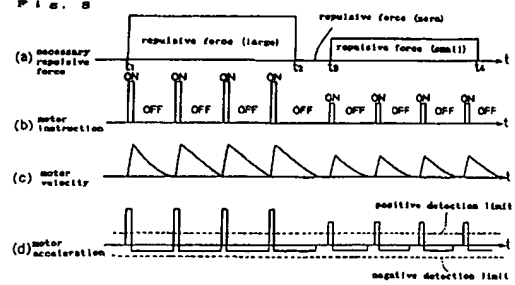 Fig. 8
repulsive force (zero)
repulsive force (large)
repulsive force (small)
(a) necessary repulsive force
t1 t2 t3 t4 t
ON ON ON ON ON ON ON ON
OFF OFF OFF OFF OFF OFF OFF OFF
(b) motor instruction t
(c) motor velocity t
positive detection limit
(d) motor acceleration t
negative detection limit